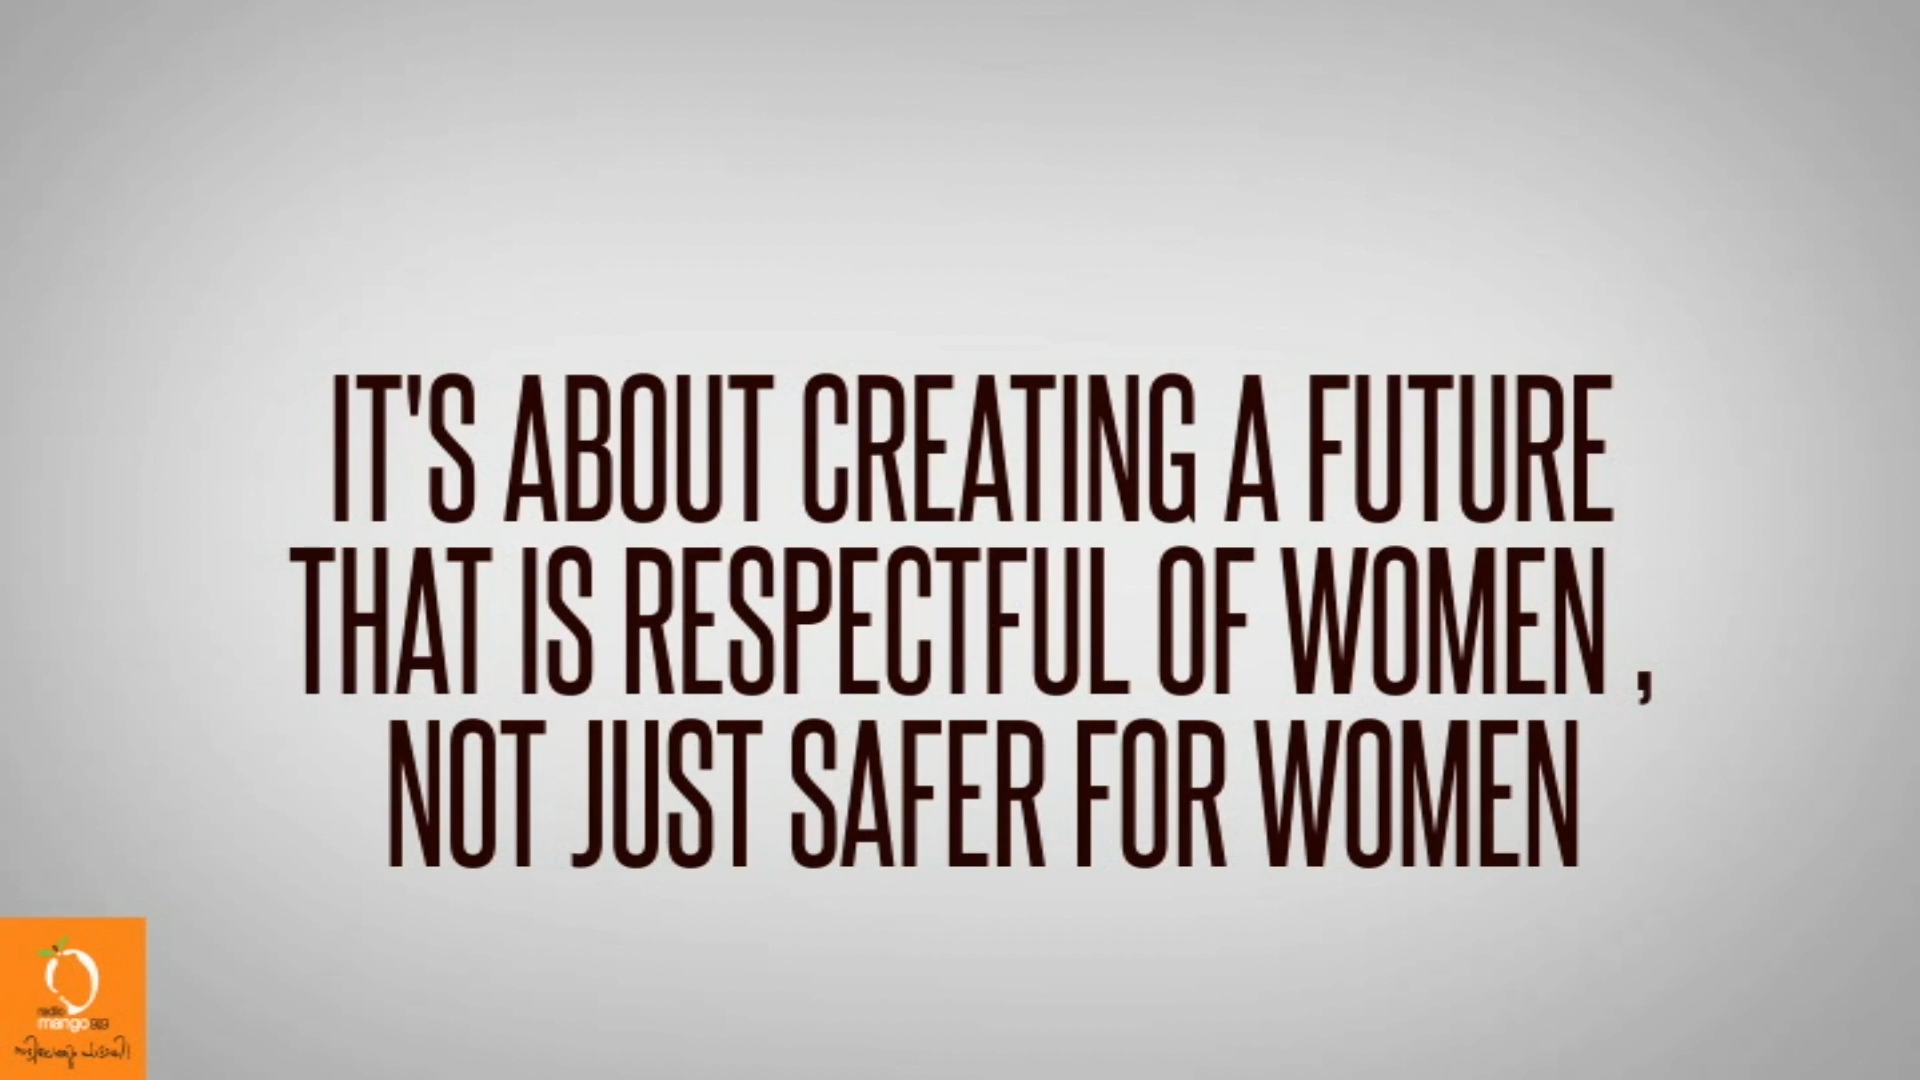 IT'S ABOUT CREATING A FUTURE
THAT IS RESPECTFUL OF WOMEN ,
NOT JUST SAFER FOR WOMEN
radio
mango